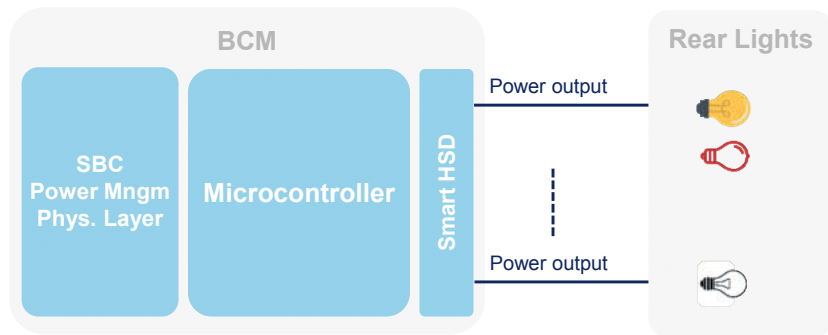 BCM
Rear Lights
Power output
SBC
Power Mngm
Phys. Layer
Microcontroller
Smart HSD
Power output